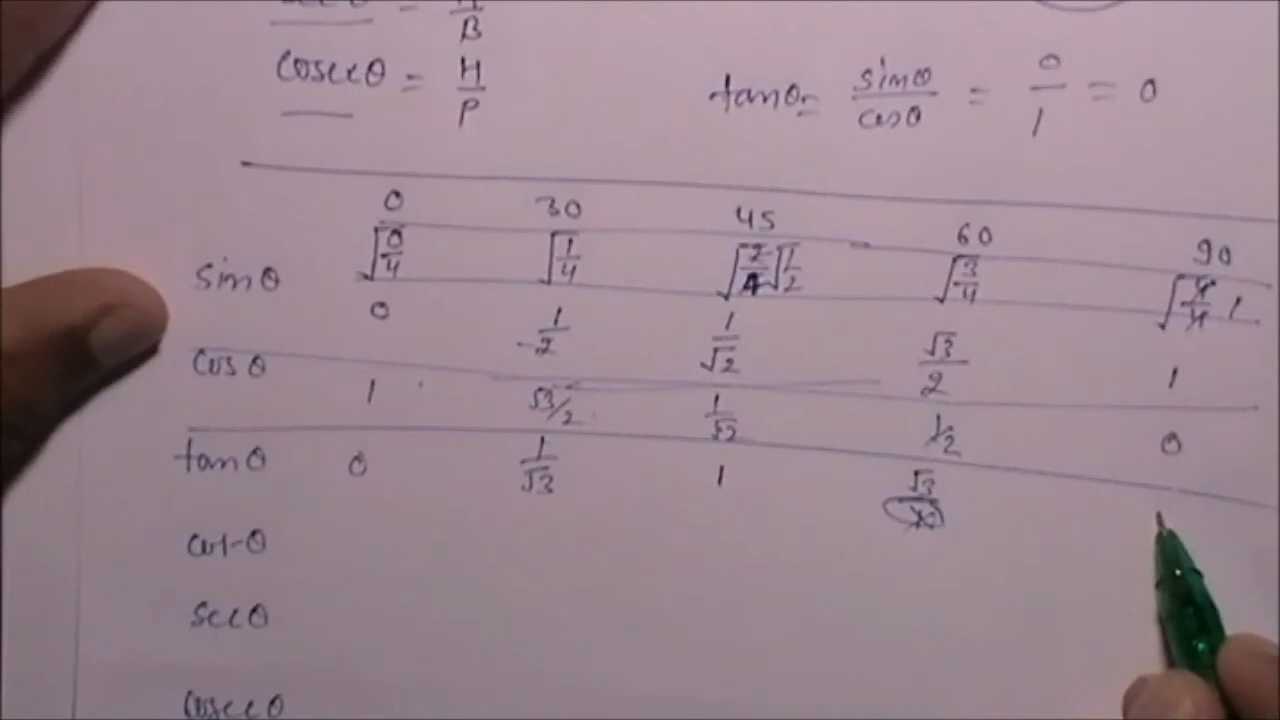 secθ = H/B
cosecθ = H/P
tanθ = sinθ/cosθ = 0/1 = 0
0 30 45 60 90
sinθ √0/4 √1/4 √2/4 √1/2 √3/4 √4/4 1
0 1/2 1/√2 √3/2 1
cosθ 1 √3/2 1/√2 1/2 0
tanθ 0 1/√3 1 √3
cotθ
secθ
cosecθ